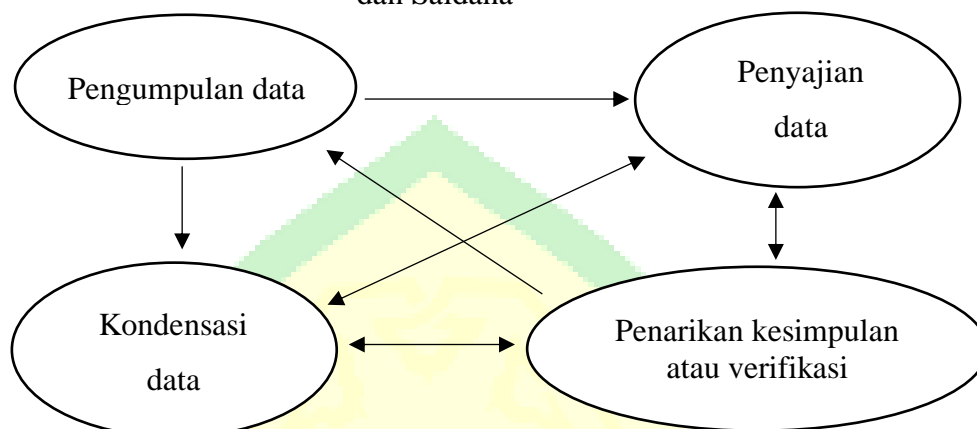 dan Saldana
Pengumpulan data
Penyajian
data
Kondensasi
data
Penarikan kesimpulan
atau verifikasi